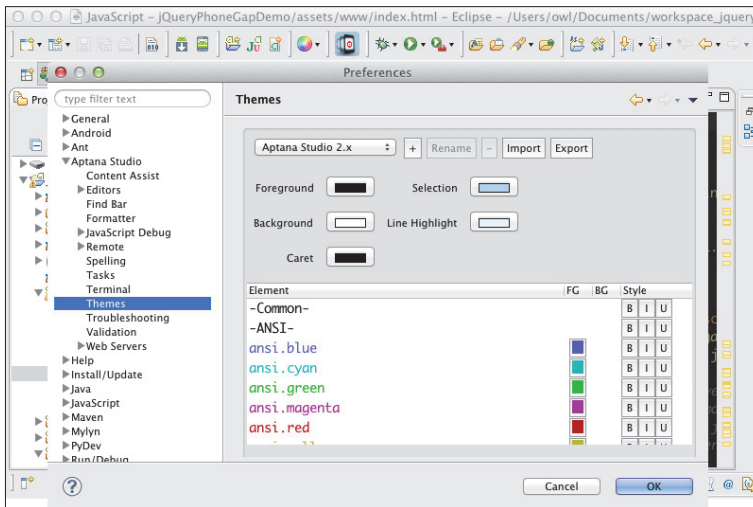 JavaScript – jQueryPhoneGapDemo/assets/www/index.html – Eclipse – /Users/owl/Documents/workspace_jquery
Preferences
Pro
type filter text
General
Android
Ant
Aptana Studio
Content Assist
Editors
Find Bar
Formatter
JavaScript Debug
Remote
Spelling
Tasks
Terminal
Themes
Troubleshooting
Validation
Web Servers
Help
Install/Update
Java
JavaScript
Maven
Mylyn
PyDev
Run/Debug
Themes
Aptana Studio 2.x + Rename – Import Export
Foreground Selection
Background Line Highlight
Caret
Element FG BG Style
-Common- B I U
-ANSI- B I U
ansi.blue B I U
ansi.cyan B I U
ansi.green B I U
ansi.magenta B I U
ansi.red B I U
? Cancel OK
@